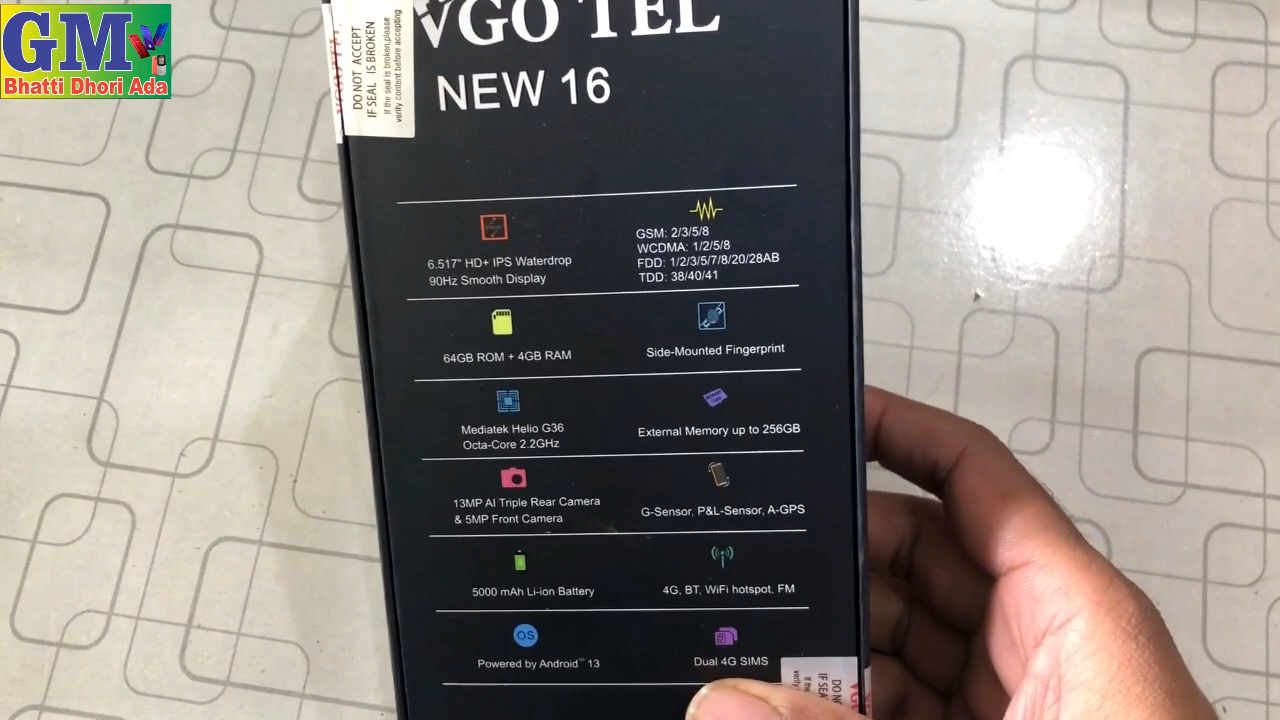 GM
Bhatti Dhori Ada
DO NOT ACCEPT
IF SEAL IS BROKEN
If the seal is broken,please
verify content before accepting
VGOTEL
VGO TEL
NEW 16
6.517" HD+ IPS Waterdrop
90Hz Smooth Display
GSM: 2/3/5/8
WCDMA: 1/2/5/8
FDD: 1/2/3/5/7/8/20/28AB
TDD: 38/40/41
64GB ROM + 4GB RAM
Side-Mounted Fingerprint
Mediatek Helio G36
Octa-Core 2.2GHz
External Memory up to 256GB
13MP AI Triple Rear Camera
& 5MP Front Camera
G-Sensor, P&L-Sensor, A-GPS
5000 mAh Li-ion Battery
4G, BT, WiFi hotspot, FM
OS
Powered by Android™ 13
Dual 4G SIMS
DO N
IF SEA
If the
verify